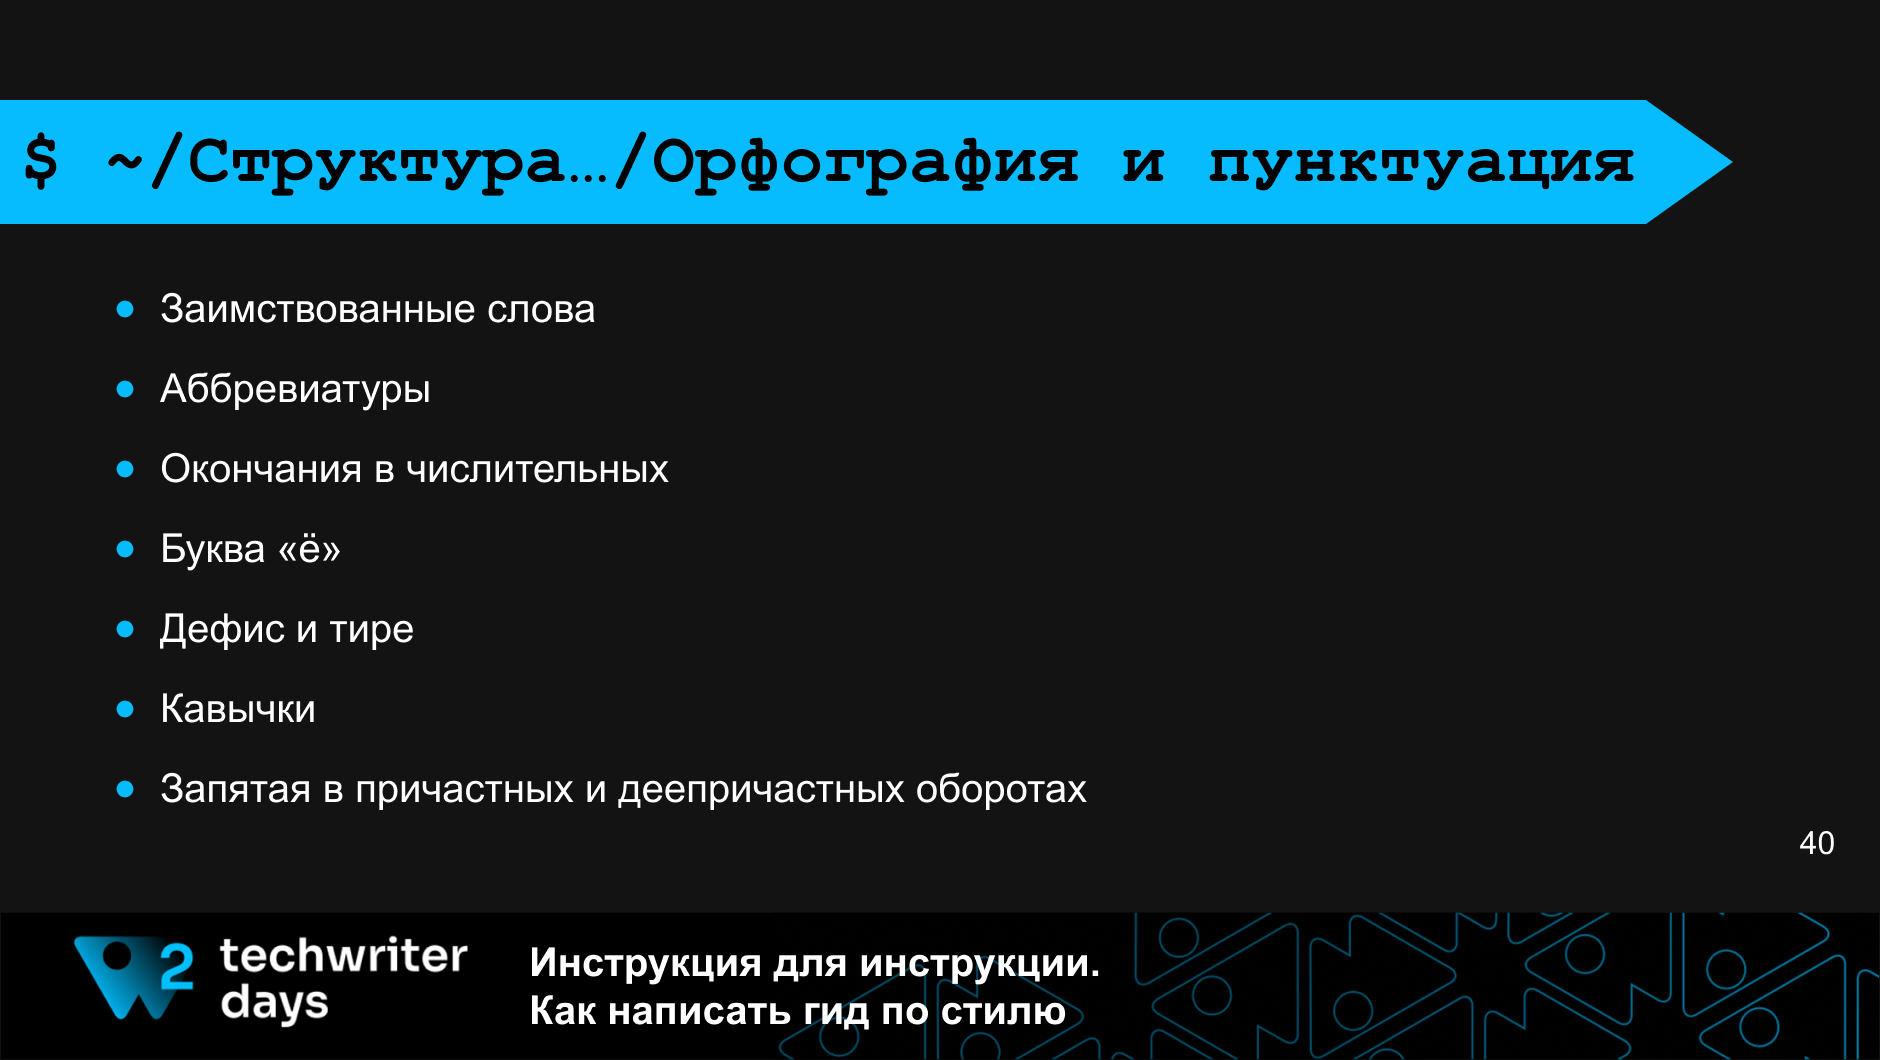 $ ~/Структура…/Орфография и пунктуация
● Заимствованные слова
● Аббревиатуры
● Окончания в числительных
● Буква «ё»
● Дефис и тире
● Кавычки
● Запятая в причастных и деепричастных оборотах
40
2
techwriter
days
Инструкция для инструкции.
Как написать гид по стилю